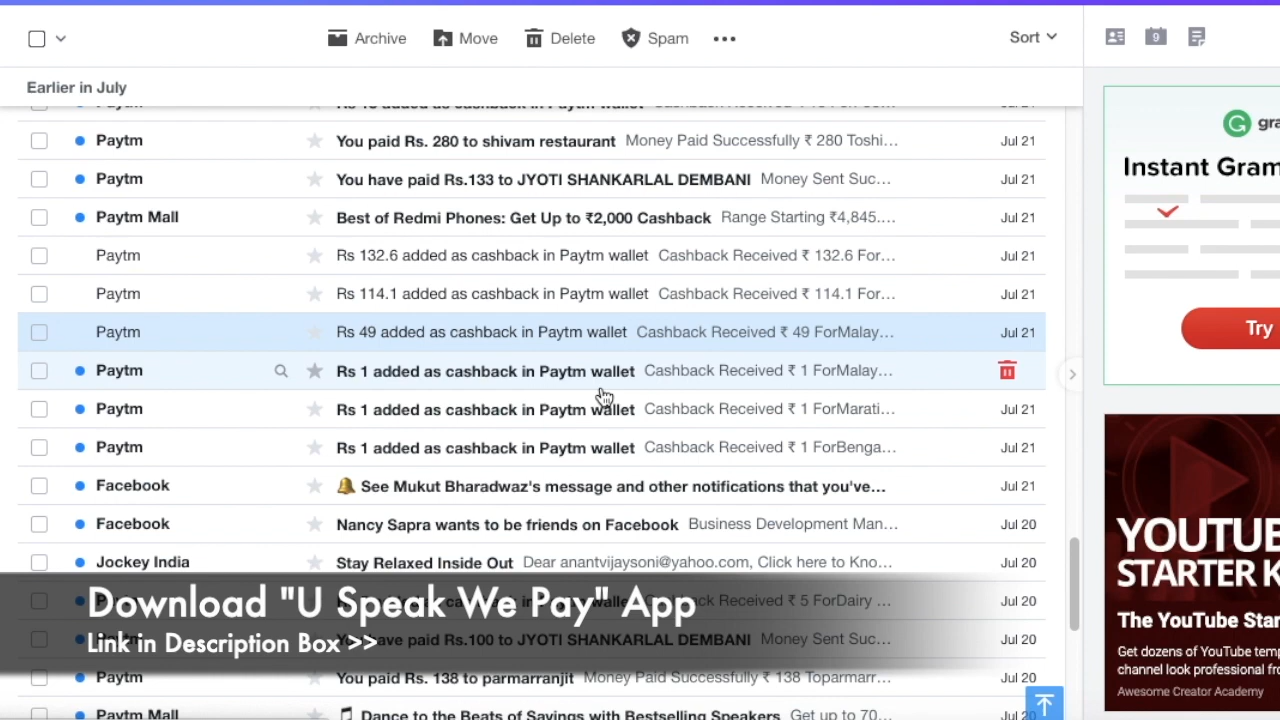 Archive Move Delete Spam ••• Sort
9
Earlier in July
Paytm You paid Rs. 280 to shivam restaurant Money Paid Successfully ₹ 280 Toshi… Jul 21
Paytm You have paid Rs.133 to JYOTI SHANKARLAL DEMBANI Money Sent Suc… Jul 21
Paytm Mall Best of Redmi Phones: Get Up to ₹2,000 Cashback Range Starting ₹4,845.… Jul 21
Paytm Rs 132.6 added as cashback in Paytm wallet Cashback Received ₹ 132.6 For… Jul 21
Paytm Rs 114.1 added as cashback in Paytm wallet Cashback Received ₹ 114.1 For… Jul 21
Paytm Rs 49 added as cashback in Paytm wallet Cashback Received ₹ 49 ForMalay… Jul 21
Paytm Rs 1 added as cashback in Paytm wallet Cashback Received ₹ 1 ForMalay…
Paytm Rs 1 added as cashback in Paytm wallet Cashback Received ₹ 1 ForMarati… Jul 21
Paytm Rs 1 added as cashback in Paytm wallet Cashback Received ₹ 1 ForBenga… Jul 21
Facebook 🔔 See Mukut Bharadwaz's message and other notifications that you've… Jul 21
Facebook Nancy Sapra wants to be friends on Facebook Business Development Man… Jul 20
Jockey India Stay Relaxed Inside Out Dear anantvijaysoni@yahoo.com, Click here to Kno… Jul 20
Cashback Received ₹ 5 ForDairy … Jul 20
have paid Rs.100 to JYOTI SHANKARLAL DEMBANI Money Sent Suc… Jul 20
Paytm You paid Rs. 138 to parmarranjit Money Paid Successfully ₹ 138 Toparmarr… Jul 20
Paytm Mall Dance to the Beats of Savings with Bestselling Speakers Get up to 70… Jul 20
Download "U Speak We Pay" App
Link in Description Box >>
gra
Instant Gram
Try
YOUTUBE
STARTER K
The YouTube Star
Get dozens of YouTube temp
channel look professional fro
Awesome Creator Academy